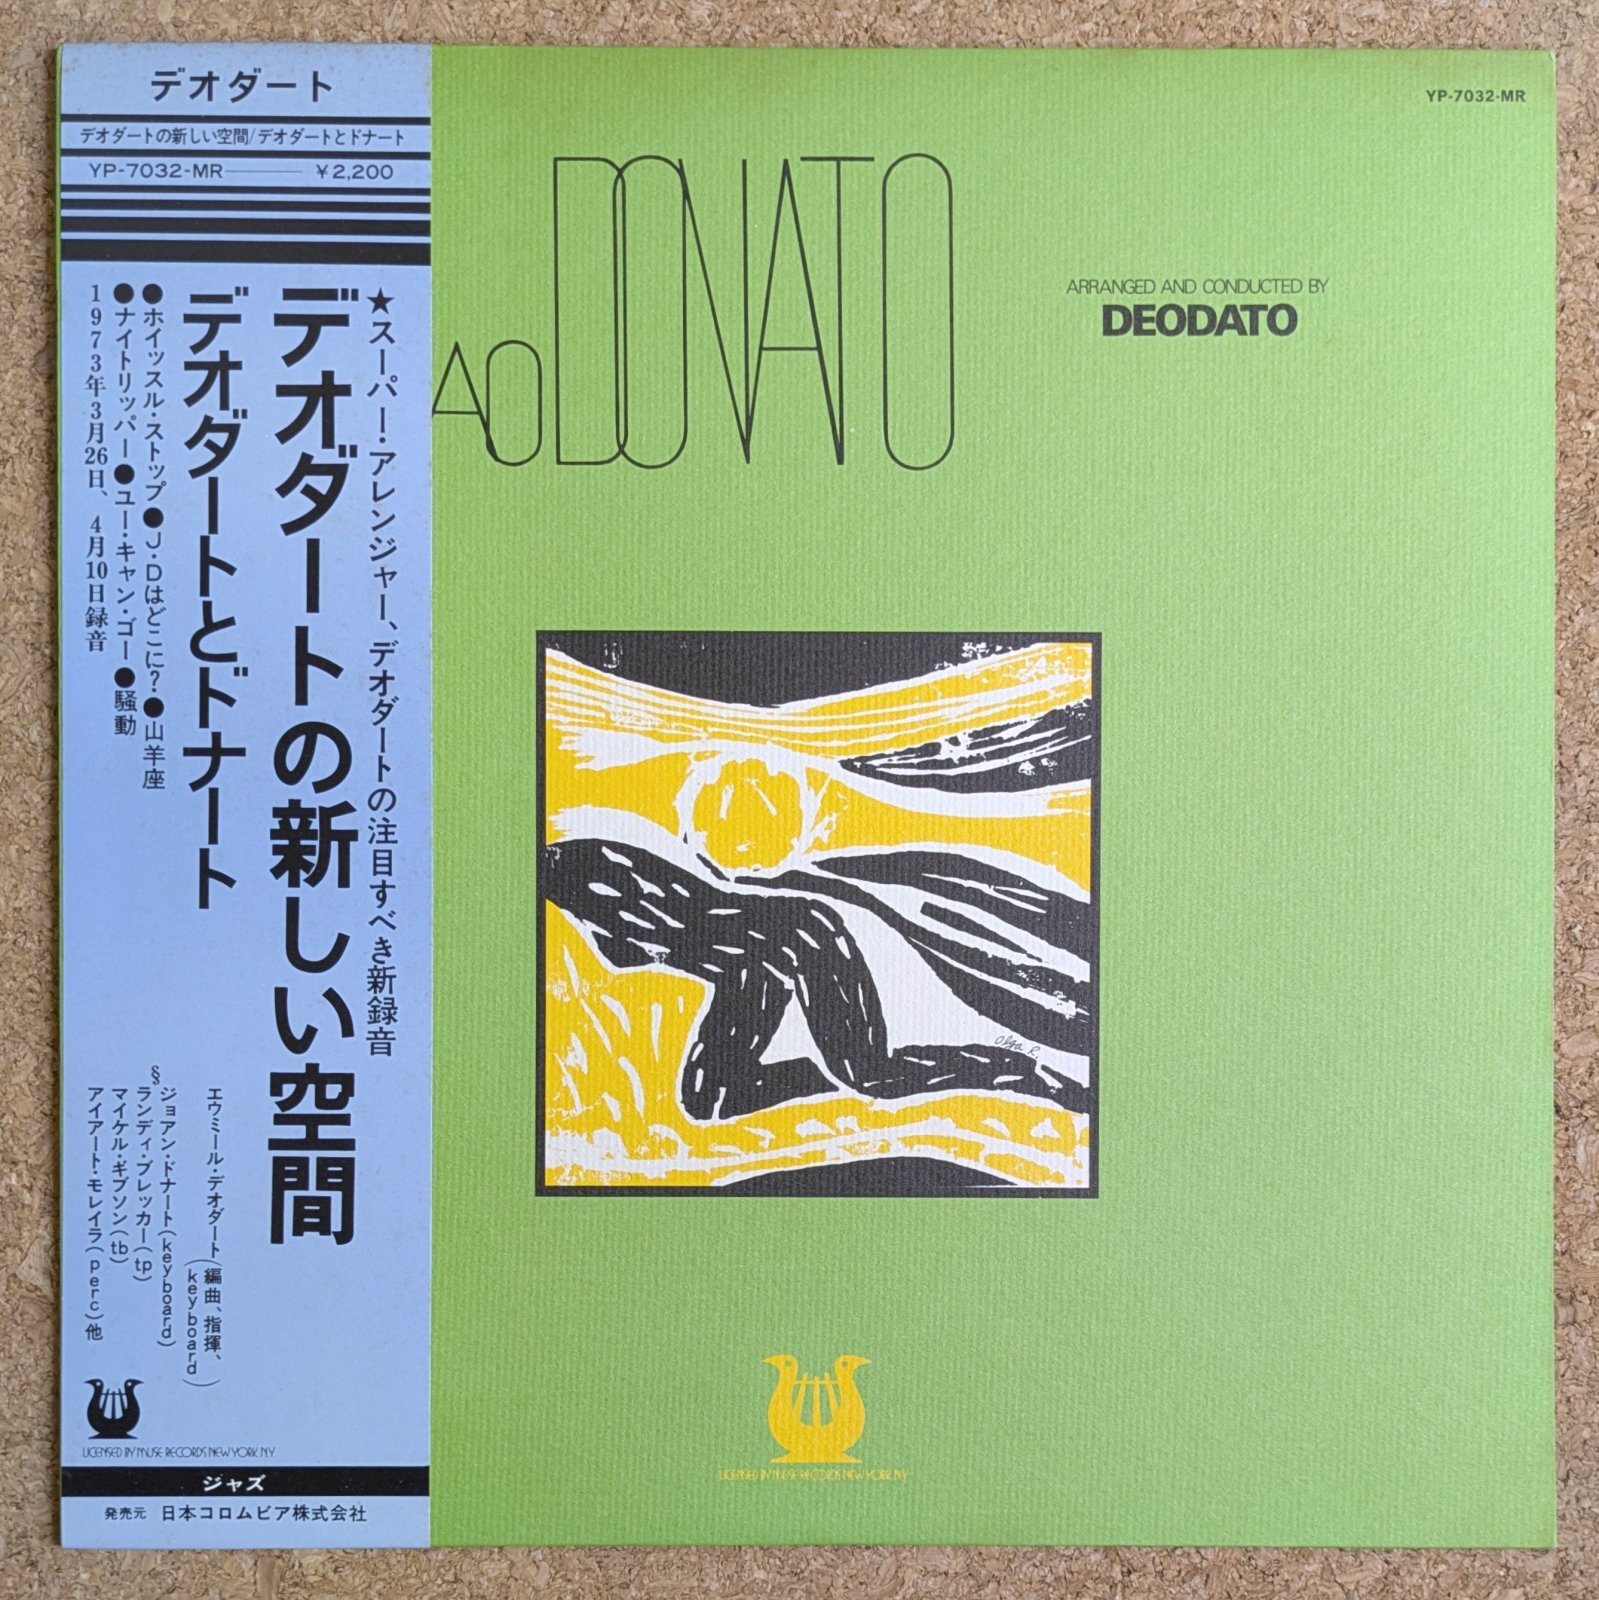 デオダート
デオダートの新しい空間/デオダートとドナート
YP-7032-MR ¥2,200
★スーパー・アレンジャー、デオダートの注目すべき新録音
デオダートの新しい空間
デオダートとドナート
●ホイッスル・ストップ●J・Dはどこに?●山羊座
●ナイトリッパー●ユー・キャン・ゴー●騒動
1973年3月26日、4月10日録音
エウミール・デオダート(編曲、指揮、
keyboard)
§
ジョアン・ドナート(keyboard)
ランディ・ブレッカー(tp)
マイケル・ギブソン(tb)
アイアート・モレイラ(perc)他
LICENSED BY MUSE RECORDS NEW YORK. N.Y.
ジャズ
発売元 日本コロムビア株式会社
YP-7032-MR
AO DONATO
ARRANGED AND CONDUCTED BY
DEODATO
Olga R.
LICENSED BY MUSE RECORDS NEW YORK. N.Y.